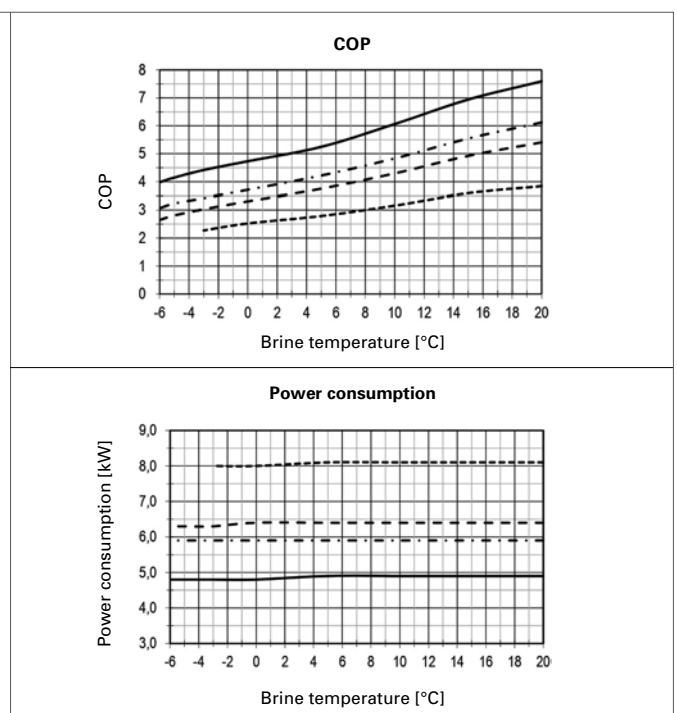 COP
8
7
6
5
4
3
2
1
0
COP
-6 -4 -2 0 2 4 6 8 10 12 14 16 18 20
Brine temperature [°C]
Power consumption
9,0
8,0
7,0
6,0
5,0
4,0
3,0
Power consumption [kW]
-6 -4 -2 0 2 4 6 8 10 12 14 16 18 20
Brine temperature [°C]